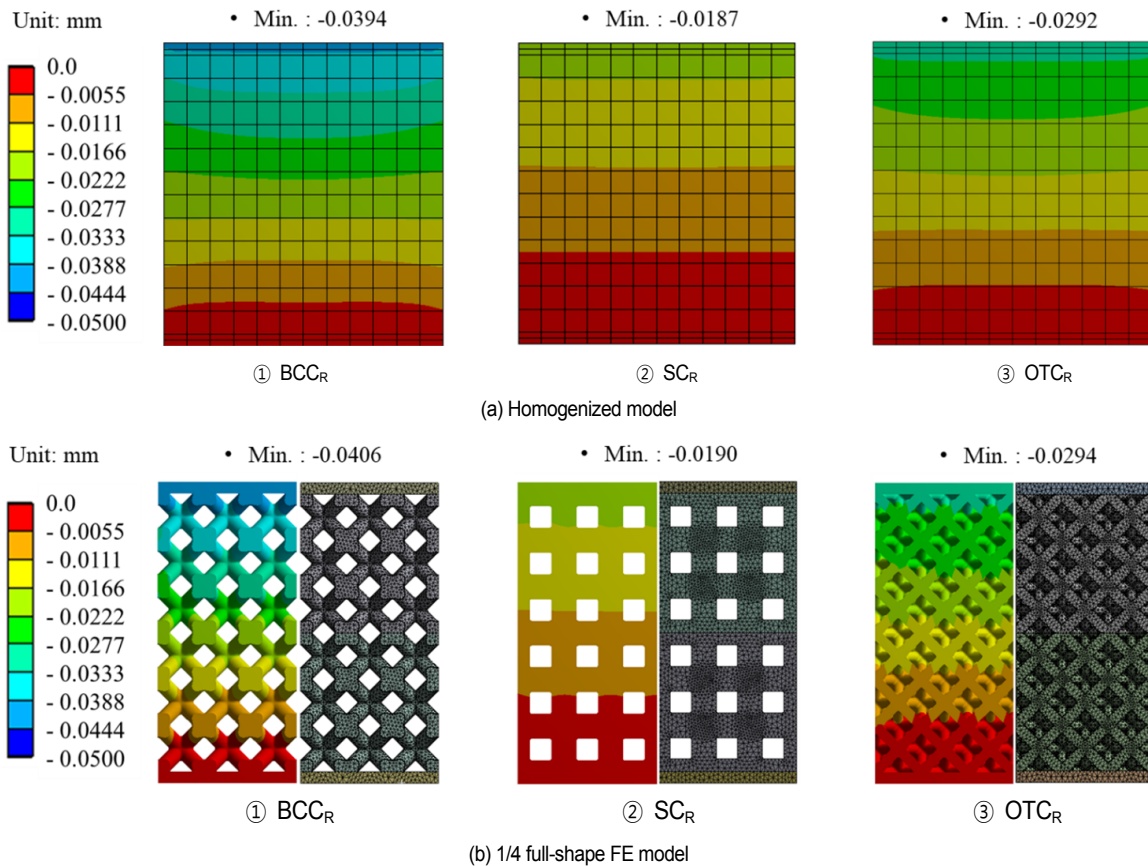 Unit: mm
• Min. : -0.0394
• Min. : -0.0187
• Min. : -0.0292
0.0
- 0.0055
- 0.0111
- 0.0166
- 0.0222
- 0.0277
- 0.0333
- 0.0388
- 0.0444
- 0.0500
① BCCR
② SCR
③ OTCR
(a) Homogenized model
Unit: mm
• Min. : -0.0406
• Min. : -0.0190
• Min. : -0.0294
0.0
- 0.0055
- 0.0111
- 0.0166
- 0.0222
- 0.0277
- 0.0333
- 0.0388
- 0.0444
- 0.0500
① BCCR
② SCR
③ OTCR
(b) 1/4 full-shape FE model